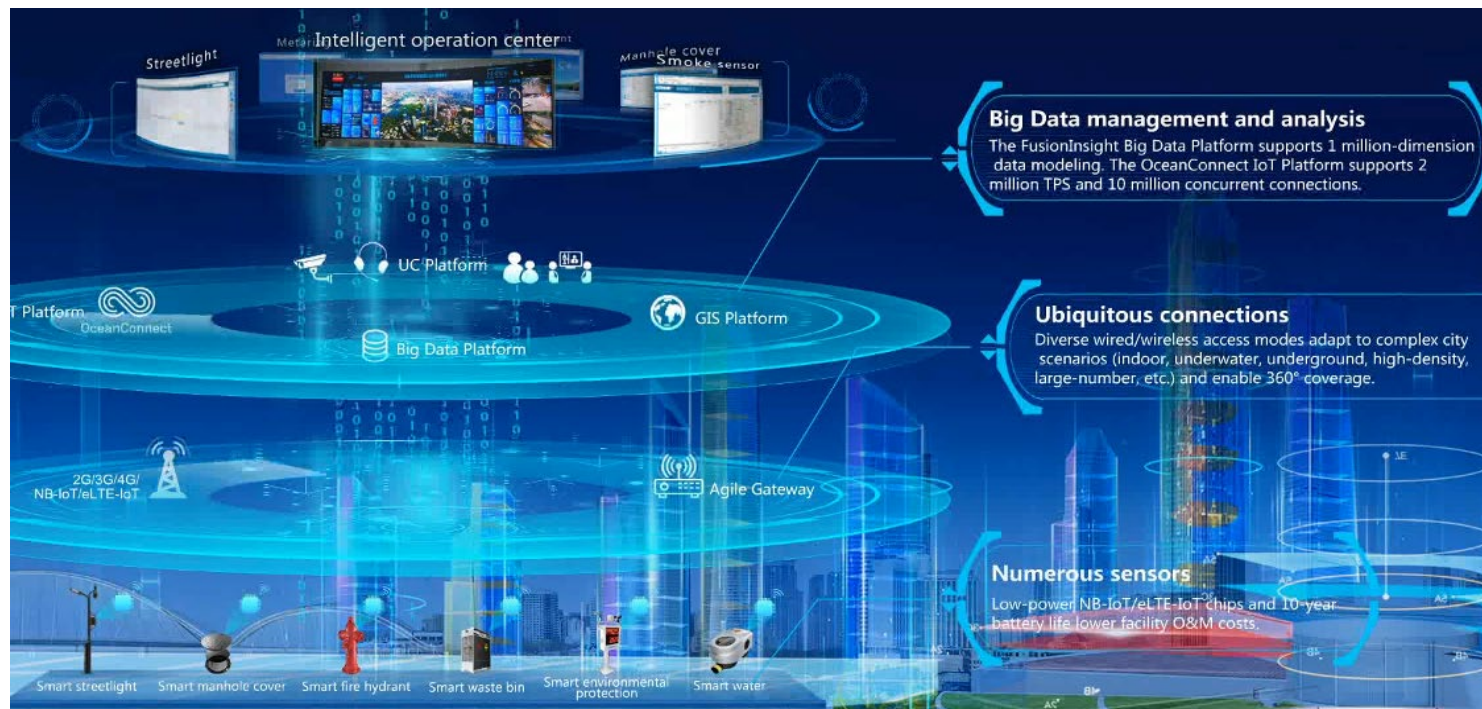 Streetlight
Metering
Intelligent operation center
Manhole cover
Smoke sensor
Big Data management and analysis
The FusionInsight Big Data Platform supports 1 million-dimension
data modeling. The OceanConnect IoT Platform supports 2
million TPS and 10 million concurrent connections.
UC Platform
T Platform
OceanConnect
GIS Platform
Big Data Platform
Ubiquitous connections
Diverse wired/wireless access modes adapt to complex city
scenarios (indoor, underwater, underground, high-density,
large-number, etc.) and enable 360° coverage.
2G/3G/4G/
NB-IoT/eLTE-IoT
Agile Gateway
Numerous sensors
Low-power NB-IoT/eLTE-IoT chips and 10-year
battery life lower facility O&M costs.
Smart streetlight
Smart manhole cover
Smart fire hydrant
Smart waste bin
Smart environmental
protection
Smart water